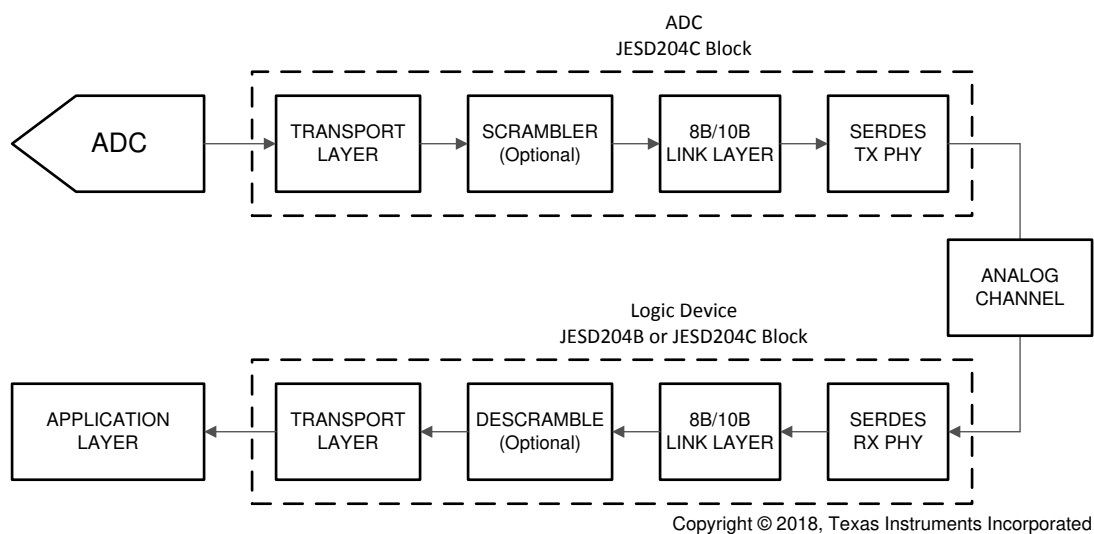 ADC
JESD204C Block
ADC
TRANSPORT
LAYER
SCRAMBLER
(Optional)
8B/10B
LINK LAYER
SERDES
TX PHY
ANALOG
CHANNEL
Logic Device
JESD204B or JESD204C Block
APPLICATION
LAYER
TRANSPORT
LAYER
DESCRAMBLE
(Optional)
8B/10B
LINK LAYER
SERDES
RX PHY
Copyright © 2018, Texas Instruments Incorporated